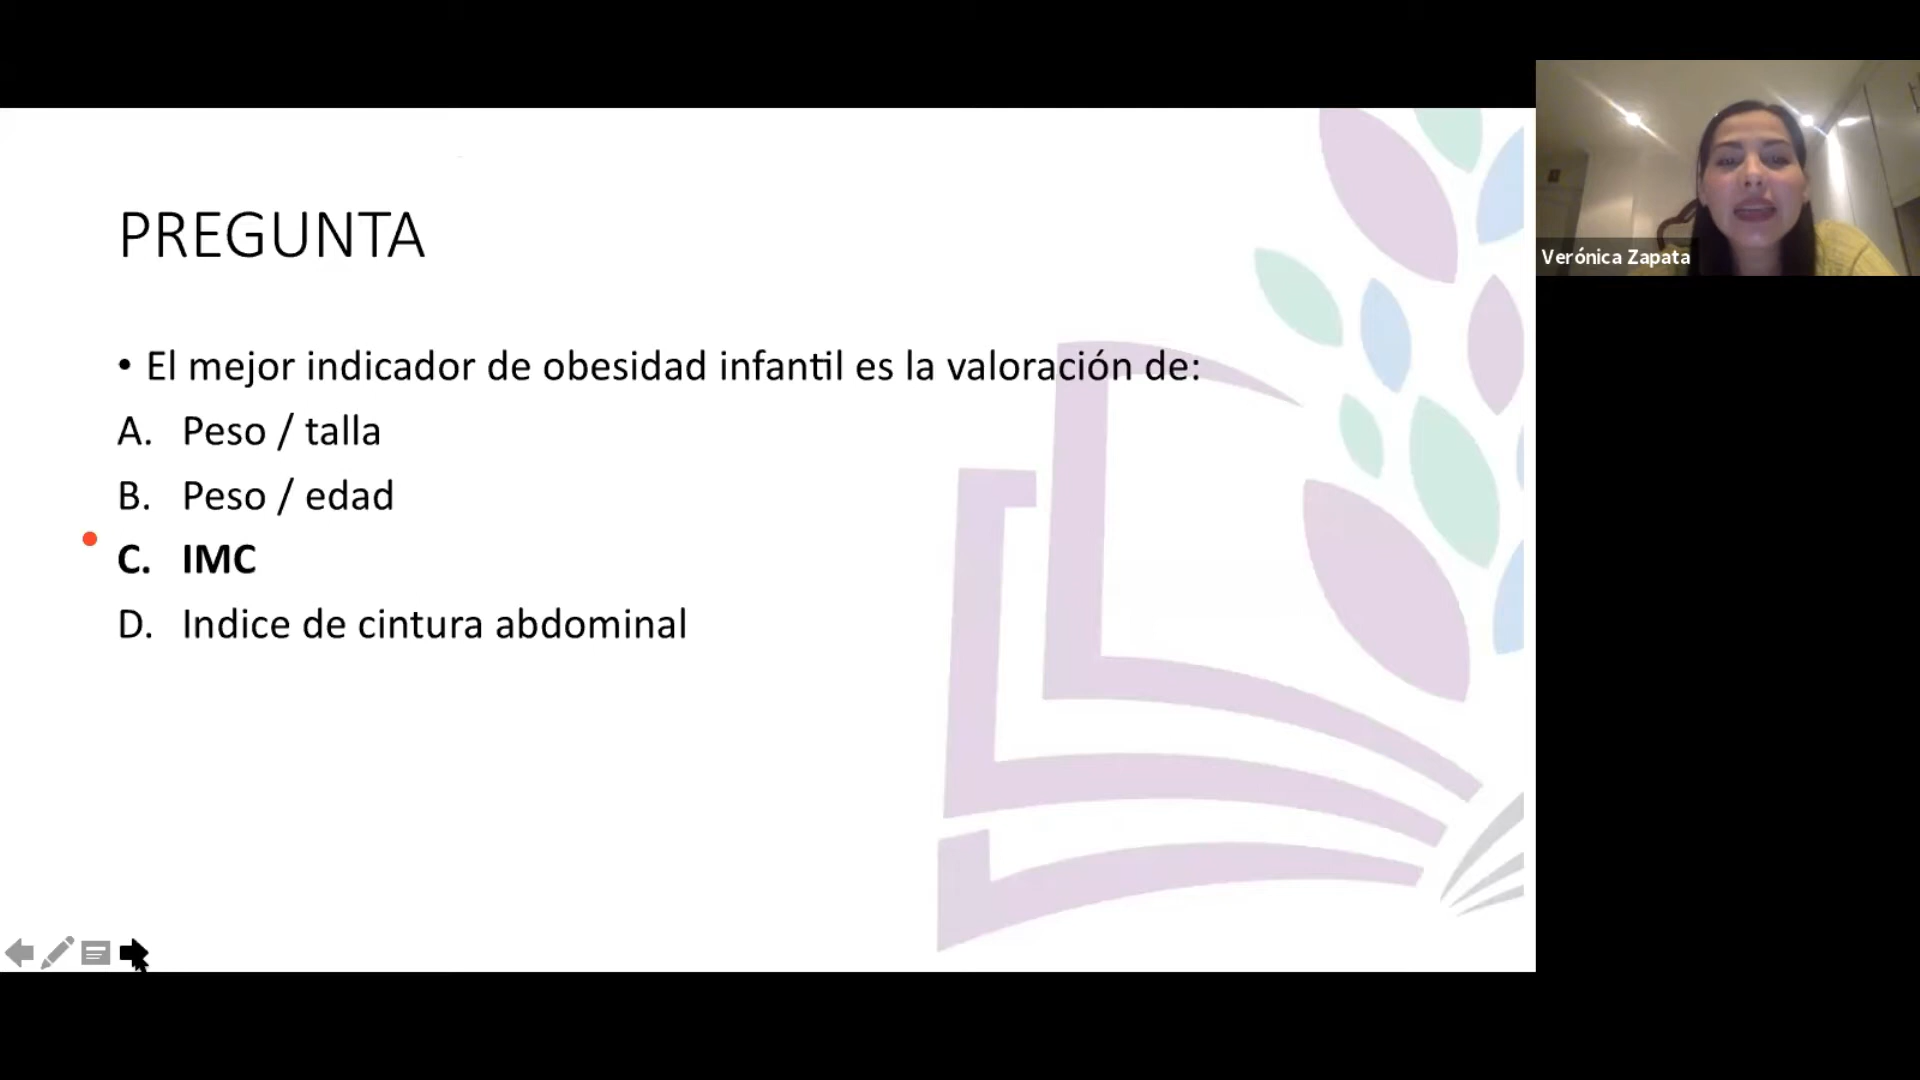 PREGUNTA
• El mejor indicador de obesidad infantil es la valoración de:
A. Peso / talla
B. Peso / edad
C. IMC
D. Indice de cintura abdominal
Verónica Zapata